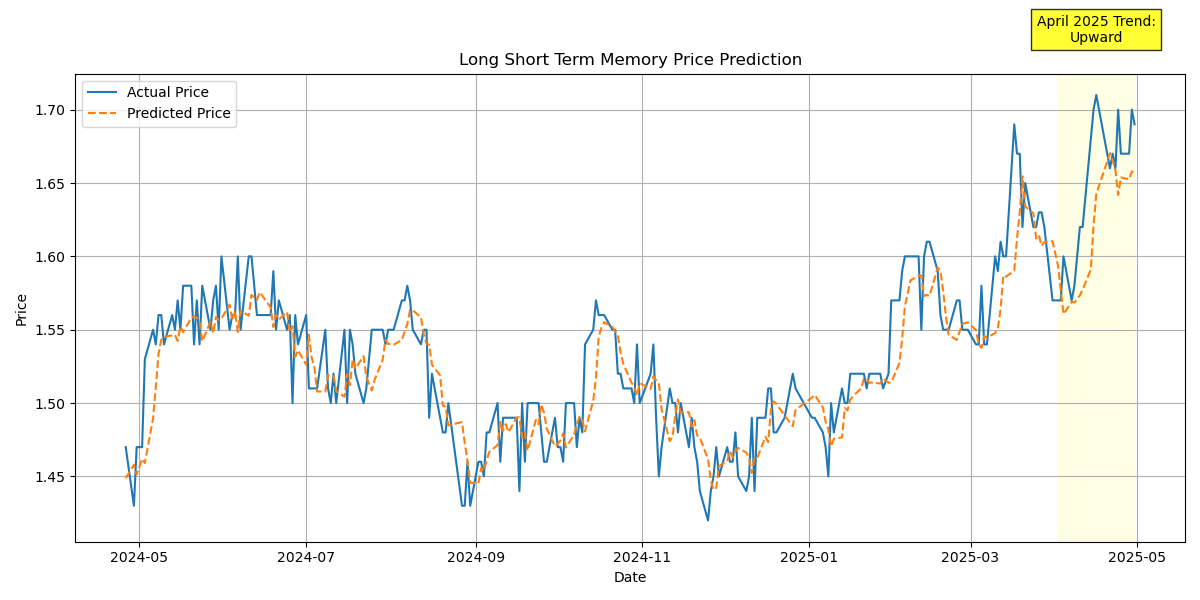 April 2025 Trend:
Upward
Long Short Term Memory Price Prediction
Actual Price
Predicted Price
1.70
1.65
1.60
1.55
1.50
1.45
Price
2024-05 2024-07 2024-09 2024-11 2025-01 2025-03 2025-05
Date